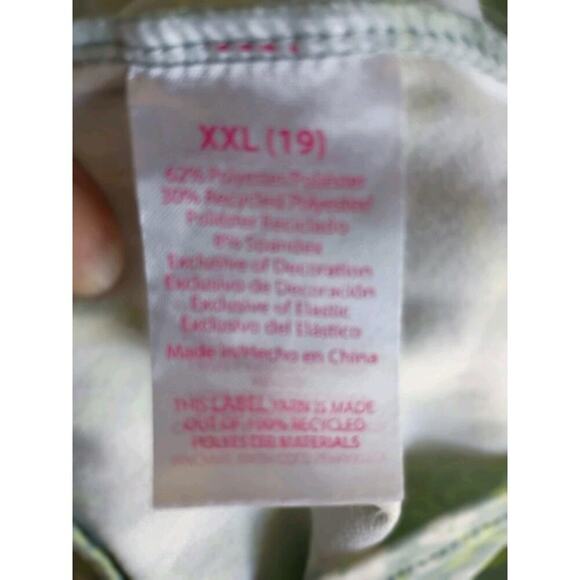 XXL (19)
62% Polyester/Poliéster
30% Recycled Polyester/
Poliéster Reciclado
8% Spandex
Exclusive of Decoration
Exclusivo de Decoración
Exclusive of Elastic
Exclusivo del Elástico
Made in/Hecho en China
THIS LABEL YARN IS MADE
OUT OF 100% RECYCLED
POLYESTER MATERIALS